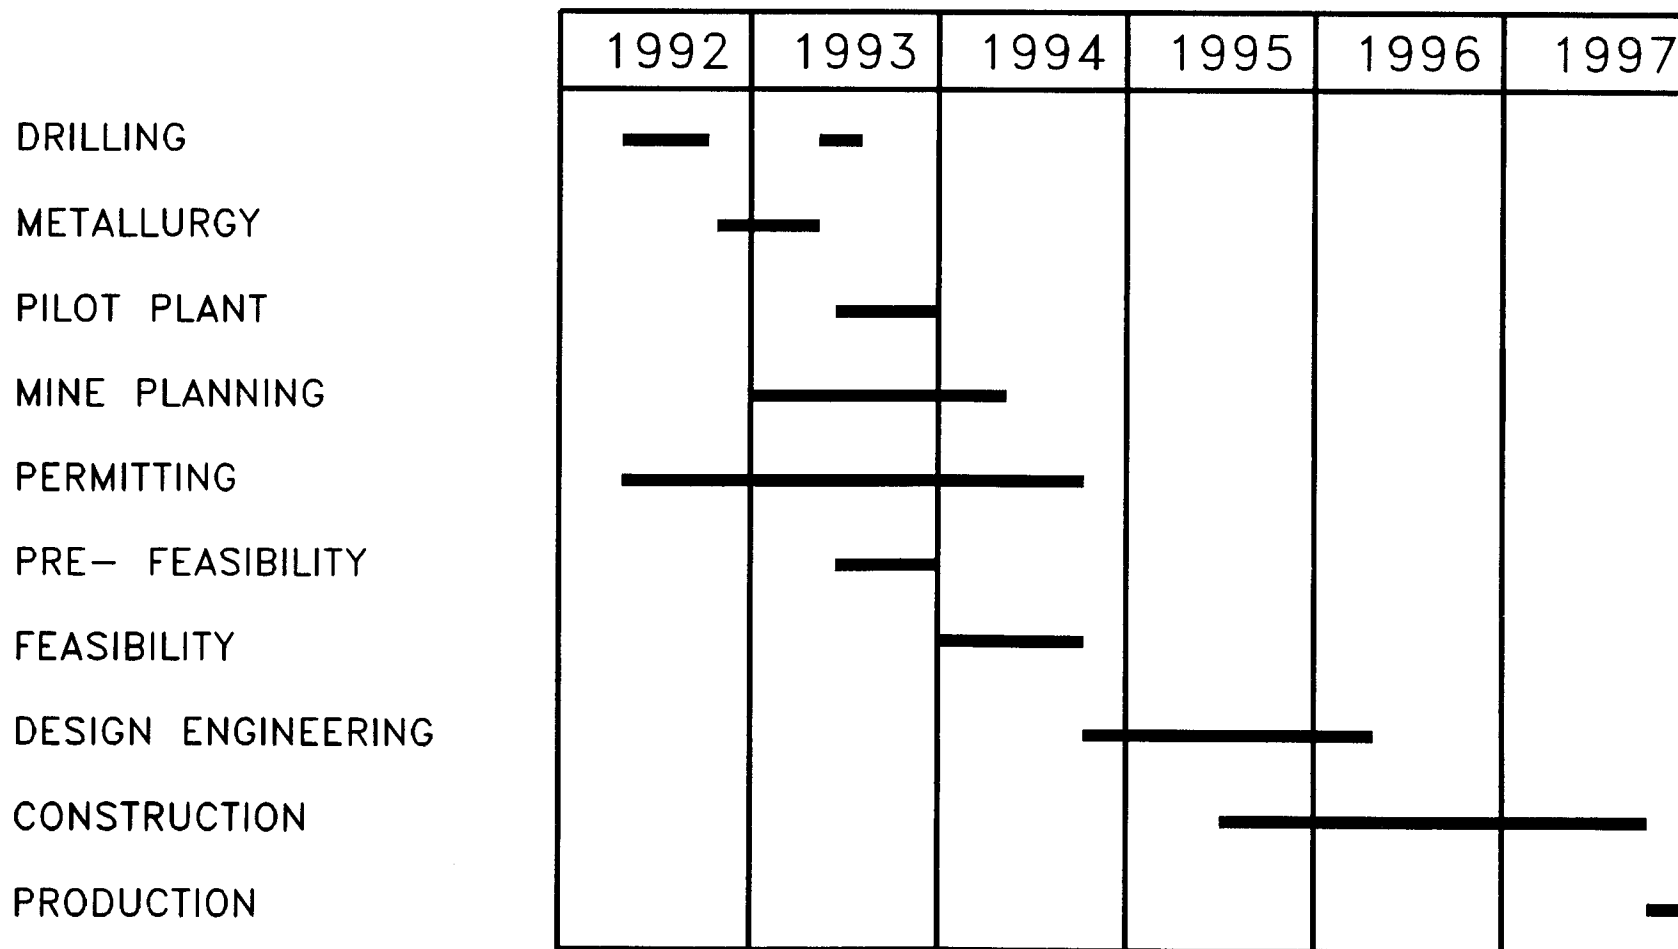 1992 1993 1994 1995 1996 1997
DRILLING
METALLURGY
PILOT PLANT
MINE PLANNING
PERMITTING
PRE- FEASIBILITY
FEASIBILITY
DESIGN ENGINEERING
CONSTRUCTION
PRODUCTION